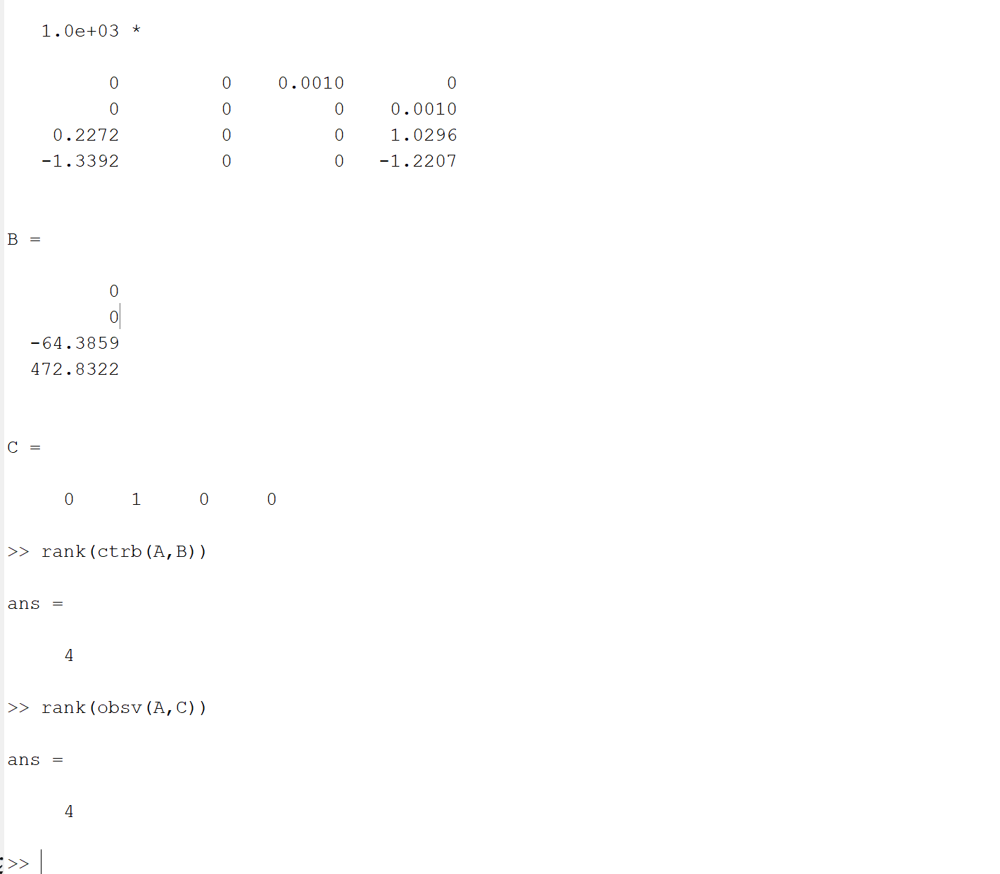 1.0e+03 *
0 0 0.0010 0
0 0 0 0.0010
0.2272 0 0 1.0296
-1.3392 0 0 -1.2207
B =
0
0
-64.3859
472.8322
C =
0 1 0 0
>> rank(ctrb(A,B))
ans =
4
>> rank(obsv(A,C))
ans =
4
>>